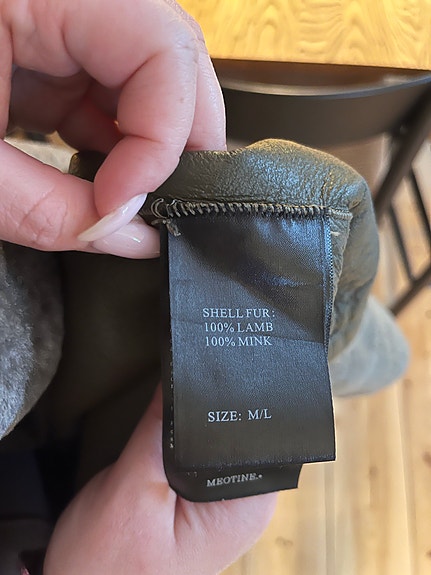 SHELL FUR:
100% LAMB
100% MINK
SIZE: M/L
MEOTINE.